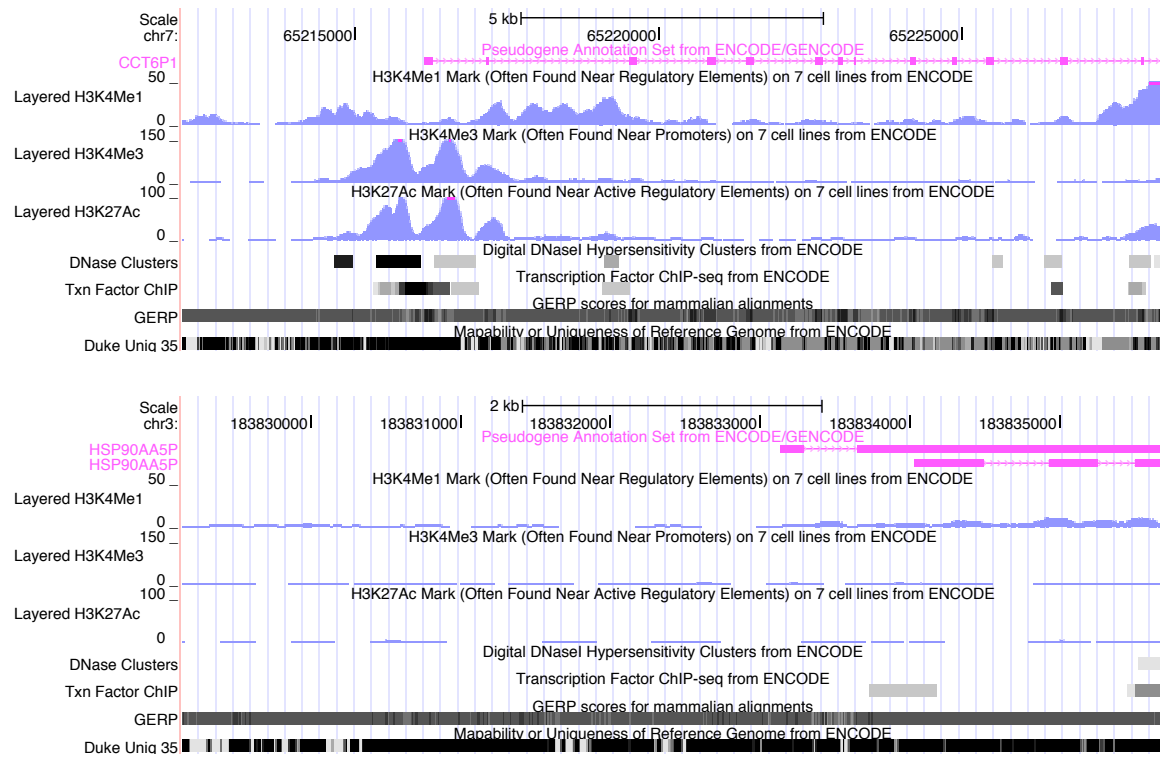 Scale 5 kb
chr7: 65215000 65220000 65225000
Pseudogene Annotation Set from ENCODE/GENCODE
CCT6P1
H3K4Me1 Mark (Often Found Near Regulatory Elements) on 7 cell lines from ENCODE
50 _
Layered H3K4Me1
0 _
H3K4Me3 Mark (Often Found Near Promoters) on 7 cell lines from ENCODE
150 _
Layered H3K4Me3
0 _
H3K27Ac Mark (Often Found Near Active Regulatory Elements) on 7 cell lines from ENCODE
100 _
Layered H3K27Ac
0 _
Digital DNaseI Hypersensitivity Clusters from ENCODE
DNase Clusters
Transcription Factor ChIP-seq from ENCODE
Txn Factor ChIP
GERP scores for mammalian alignments
GERP
Mapability or Uniqueness of Reference Genome from ENCODE
Duke Uniq 35
Scale 2 kb
chr3: 183830000 183831000 183832000 183833000 183834000 183835000
Pseudogene Annotation Set from ENCODE/GENCODE
HSP90AA5P
HSP90AA5P
H3K4Me1 Mark (Often Found Near Regulatory Elements) on 7 cell lines from ENCODE
50 _
Layered H3K4Me1
0 _
H3K4Me3 Mark (Often Found Near Promoters) on 7 cell lines from ENCODE
150 _
Layered H3K4Me3
0 _
H3K27Ac Mark (Often Found Near Active Regulatory Elements) on 7 cell lines from ENCODE
100 _
Layered H3K27Ac
0 _
Digital DNaseI Hypersensitivity Clusters from ENCODE
DNase Clusters
Transcription Factor ChIP-seq from ENCODE
Txn Factor ChIP
GERP scores for mammalian alignments
GERP
Mapability or Uniqueness of Reference Genome from ENCODE
Duke Uniq 35